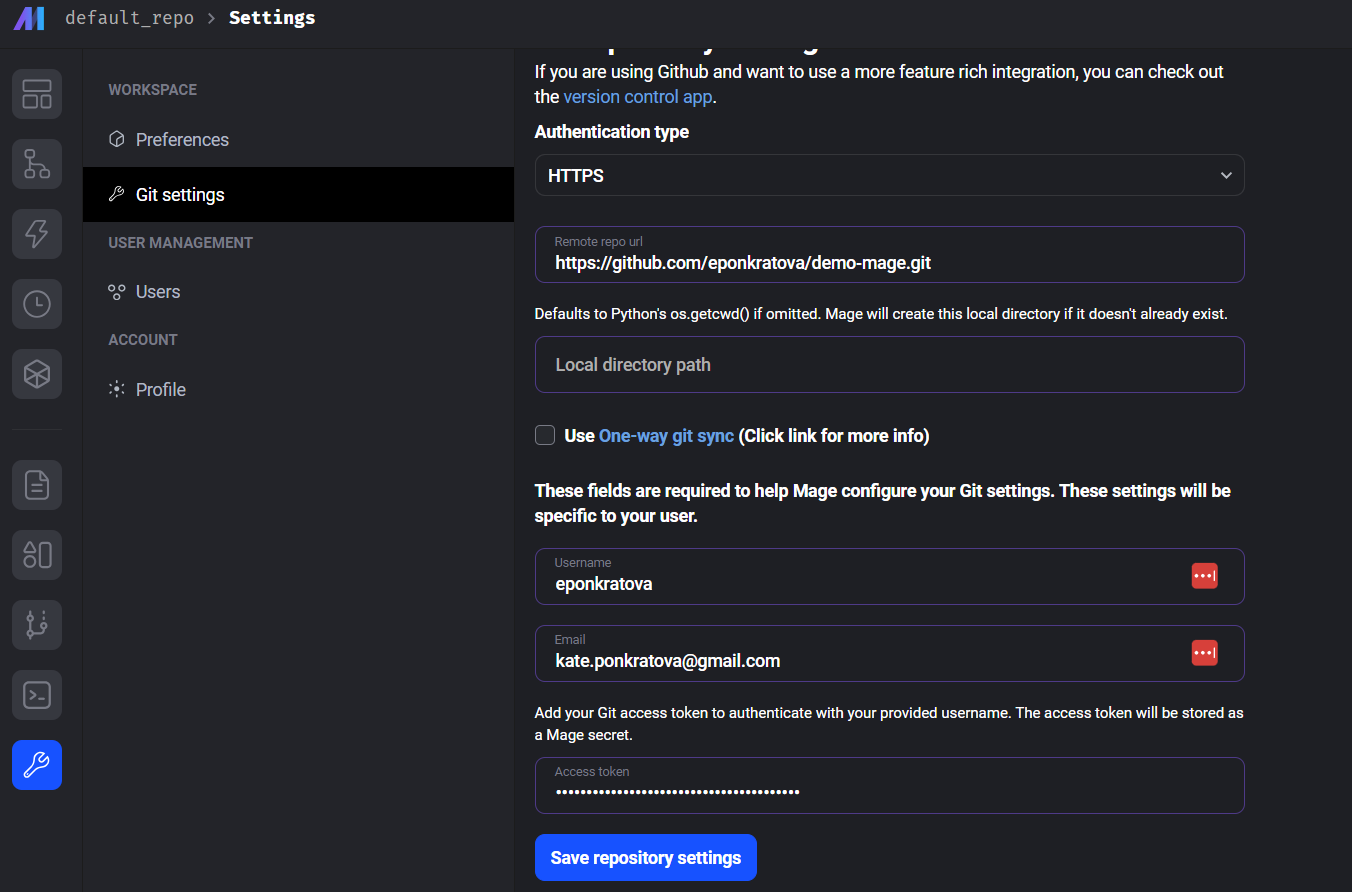 default_repo > Settings
WORKSPACE
Preferences
Git settings
USER MANAGEMENT
Users
ACCOUNT
Profile
If you are using Github and want to use a more feature rich integration, you can check out
the version control app.
Authentication type
HTTPS
Remote repo url
https://github.com/eponkratova/demo-mage.git
Defaults to Python's os.getcwd() if omitted. Mage will create this local directory if it doesn't already exist.
Local directory path
Use One-way git sync (Click link for more info)
These fields are required to help Mage configure your Git settings. These settings will be
specific to your user.
Username
eponkratova
Email
kate.ponkratova@gmail.com
Add your Git access token to authenticate with your provided username. The access token will be stored as
a Mage secret.
Access token
••••••••••••••••••••••••••••••••••••••••
Save repository settings